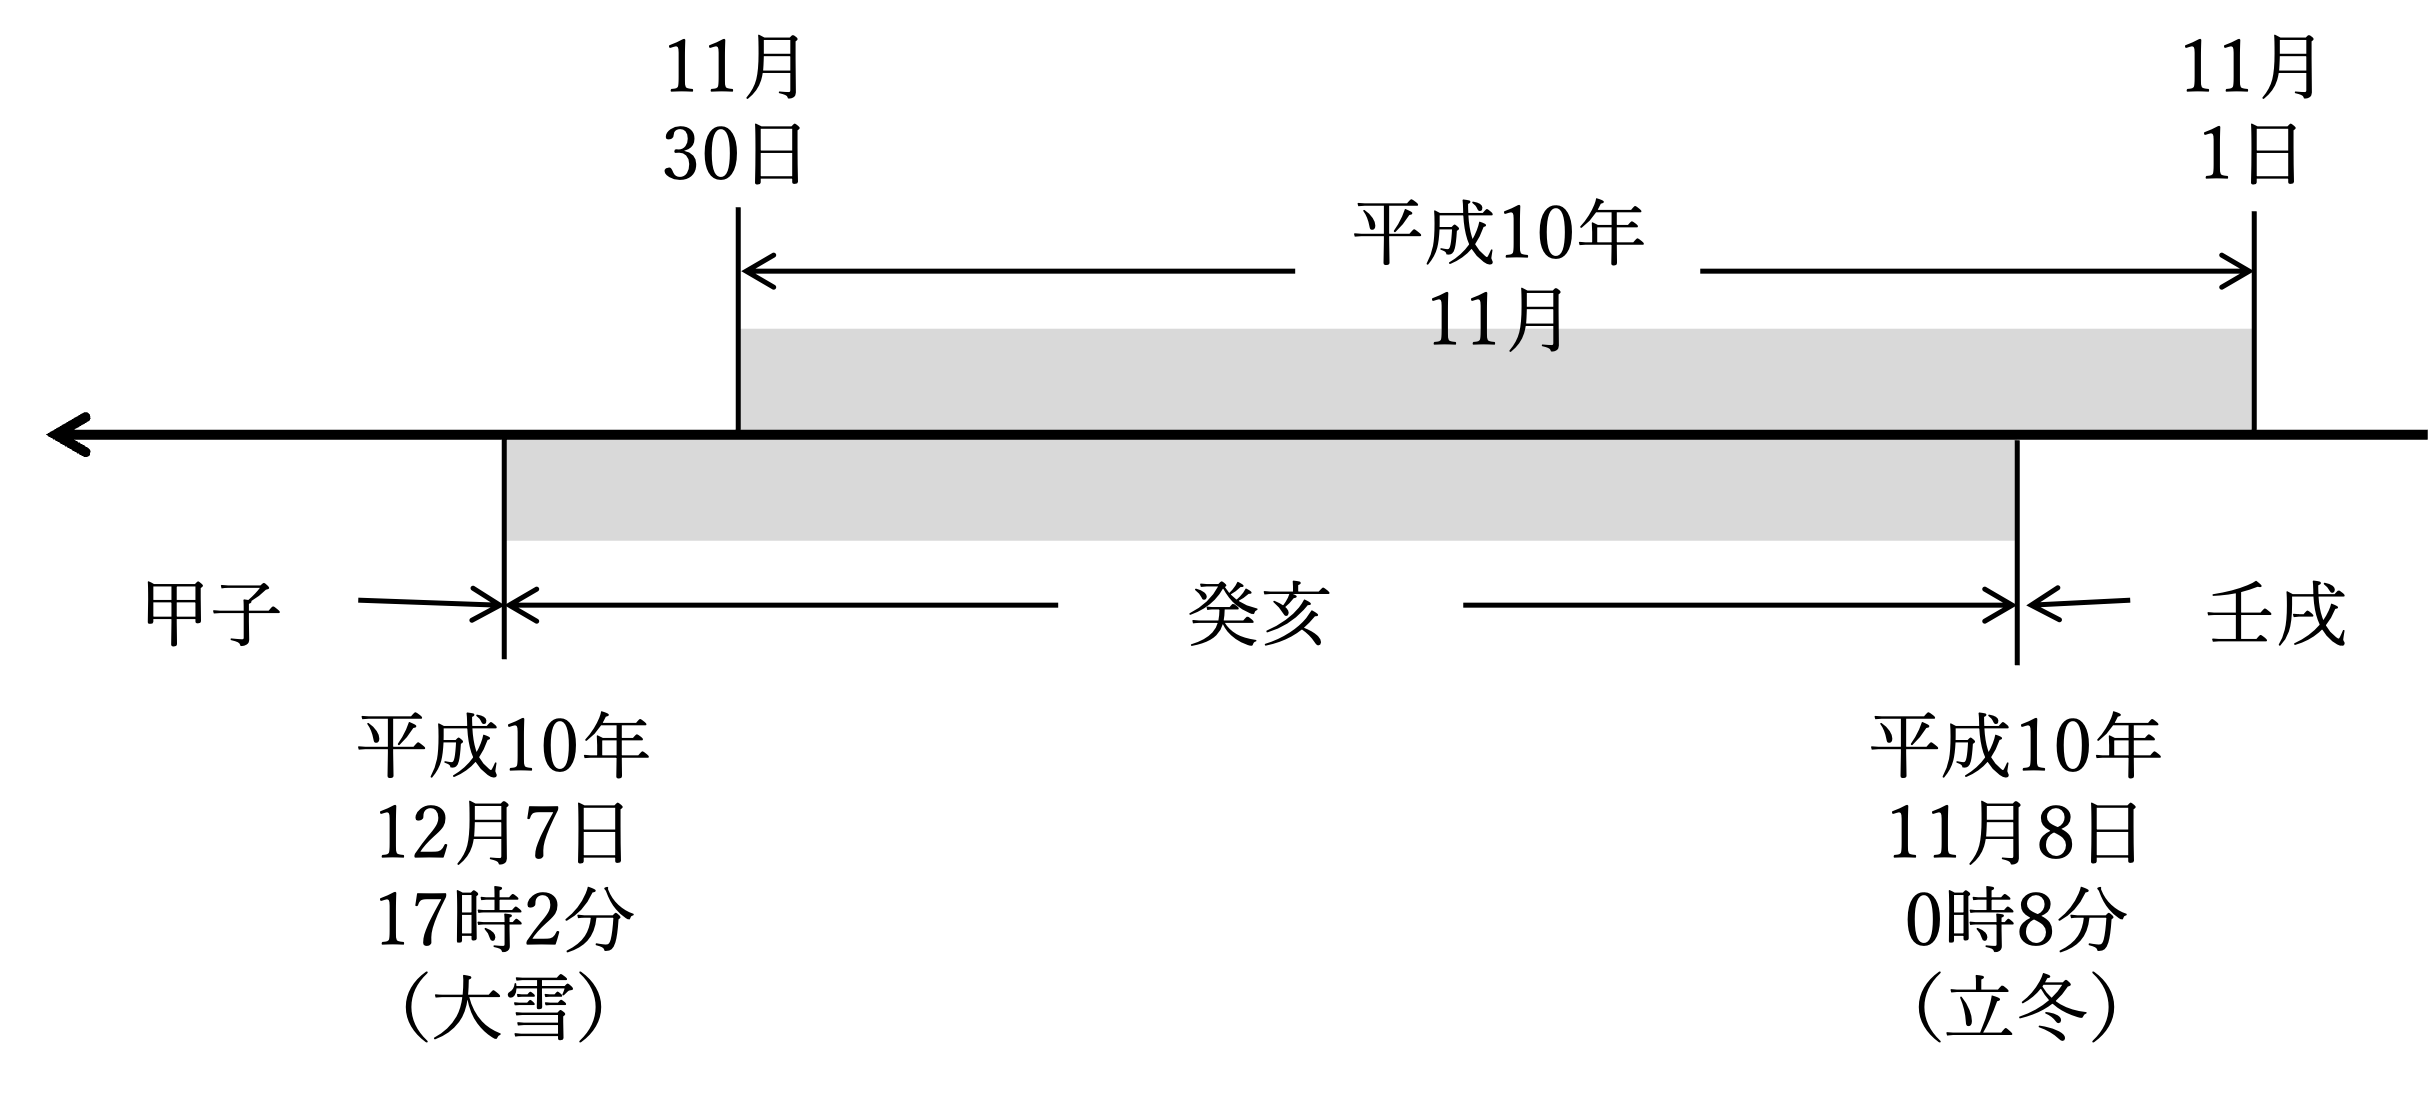 11月
30日
11月
1日
平成10年
11月
甲子
癸亥
壬戌
平成10年
12月7日
17時2分
（大雪）
平成10年
11月8日
0時8分
（立冬）